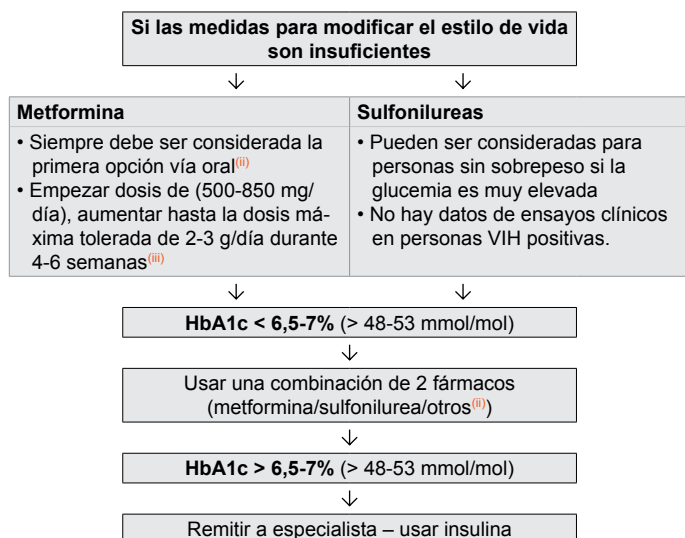 Si las medidas para modificar el estilo de vida
son insuficientes
Metformina
• Siempre debe ser considerada la
primera opción vía oral(ii)
• Empezar dosis de (500-850 mg/
día), aumentar hasta la dosis má-
xima tolerada de 2-3 g/día durante
4-6 semanas(iii)
Sulfonilureas
• Pueden ser consideradas para
personas sin sobrepeso si la
glucemia es muy elevada
• No hay datos de ensayos clínicos
en personas VIH positivas.
HbA1c < 6,5-7% (> 48-53 mmol/mol)
Usar una combinación de 2 fármacos
(metformina/sulfonilurea/otros(ii))
HbA1c > 6,5-7% (> 48-53 mmol/mol)
Remitir a especialista – usar insulina